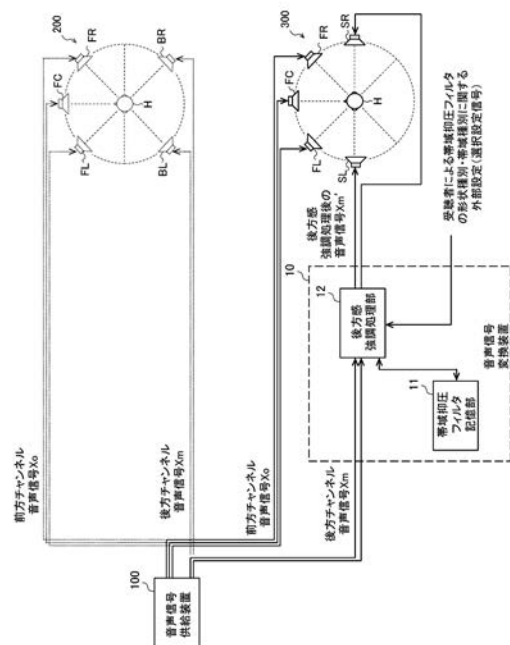 200
FC
FR
FL
BR
BL
H
300
FC
FR
FL
SR
SL
H
前方チャンネル
音声信号Xo
後方チャンネル
音声信号Xm
前方チャンネル
音声信号Xo
後方チャンネル
音声信号Xm
100
音声信号
供給装置
後方感
強調処理後の
音声信号Xm'
10
12
後方感
強調処理部
11
帯域抑圧
フィルタ
記憶部
音声信号
変換装置
受聴者による帯域抑圧フィルタ
の形状種別・帯域種別に関する
外部設定(選択設定信号)